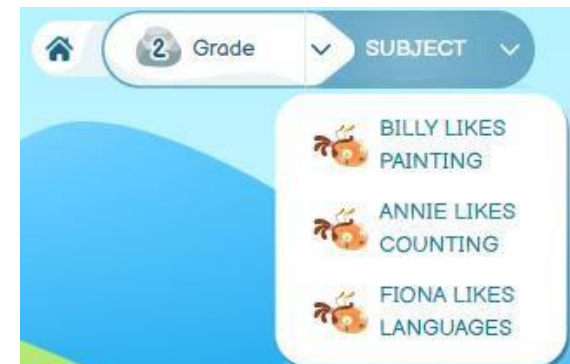 2 Grade
SUBJECT
BILLY LIKES
PAINTING
ANNIE LIKES
COUNTING
FIONA LIKES
LANGUAGES